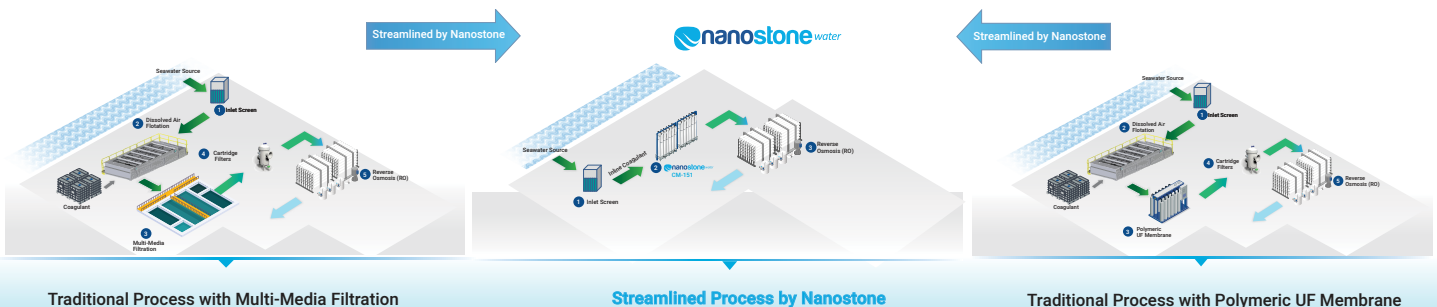 Streamlined by Nanostone
nanostone water
Streamlined by Nanostone
Seawater Source
1 Inlet Screen
2 Dissolved Air
Flotation
4 Cartridge
Filters
5 Reverse
Osmosis (RO)
Coagulant
3 Multi-Media
Filtration
Traditional Process with Multi-Media Filtration
Seawater Source
Inline Coagulant
1 Inlet Screen
2 nanostone water
CM-151
3 Reverse
Osmosis (RO)
Streamlined Process by Nanostone
Seawater Source
1 Inlet Screen
2 Dissolved Air
Flotation
4 Cartridge
Filters
5 Reverse
Osmosis (RO)
Coagulant
3 Polymeric
UF Membrane
Traditional Process with Polymeric UF Membrane